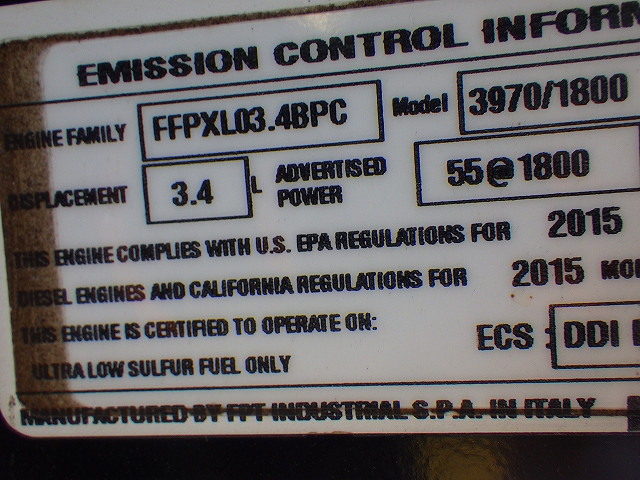 EMISSION CONTROL INFORM
ENGINE FAMILY FFPXL03.4BPC Model 3970/1800
DISPLACEMENT 3.4 L ADVERTISED POWER 55@1800
THIS ENGINE COMPLIES WITH U.S. EPA REGULATIONS FOR 2015
DIESEL ENGINES AND CALIFORNIA REGULATIONS FOR 2015 MO
THIS ENGINE IS CERTIFIED TO OPERATE ON:
ULTRA LOW SULFUR FUEL ONLY
ECS : DDI
MANUFACTURED BY FPT INDUSTRIAL S.P.A. IN ITALY